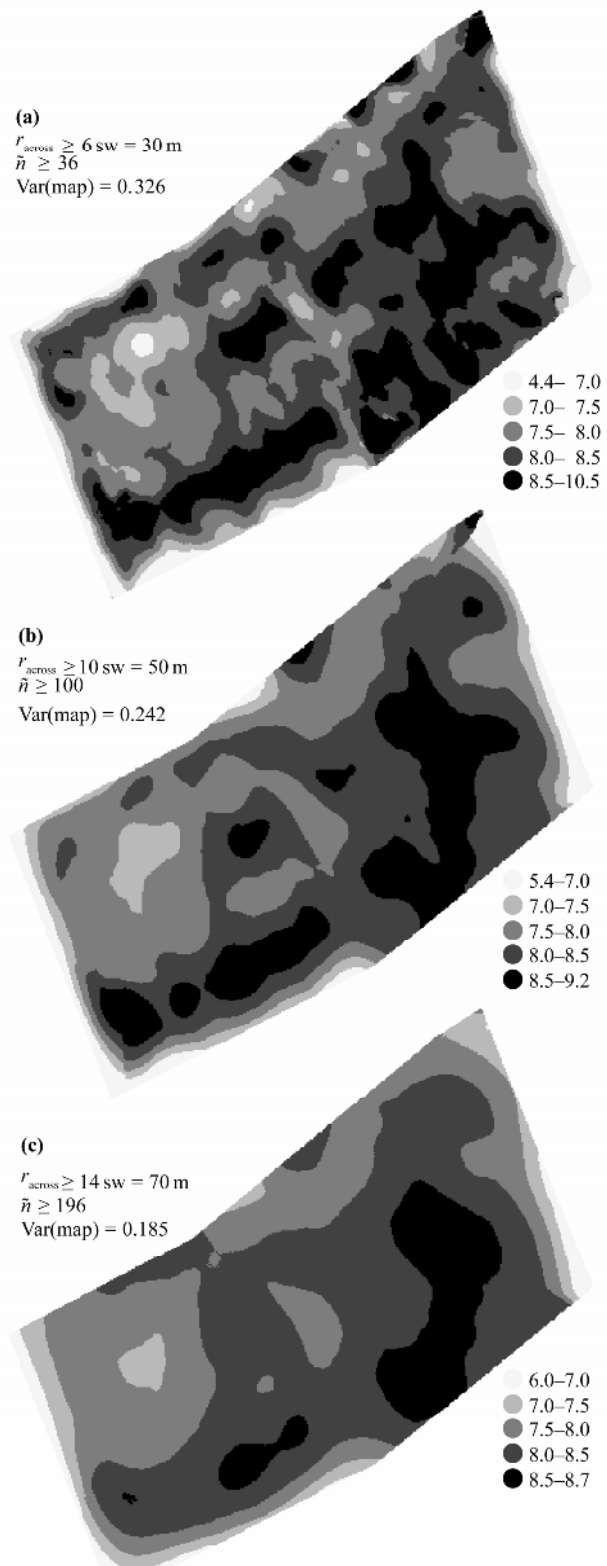 (a)
r across ≥ 6 sw = 30 m
ñ ≥ 36
Var(map) = 0.326
4.4– 7.0
7.0– 7.5
7.5– 8.0
8.0– 8.5
8.5–10.5
(b)
r across ≥10 sw = 50 m
ñ ≥ 100
Var(map) = 0.242
5.4–7.0
7.0–7.5
7.5–8.0
8.0–8.5
8.5–9.2
(c)
r across ≥ 14 sw = 70 m
ñ ≥ 196
Var(map) = 0.185
6.0–7.0
7.0–7.5
7.5–8.0
8.0–8.5
8.5–8.7